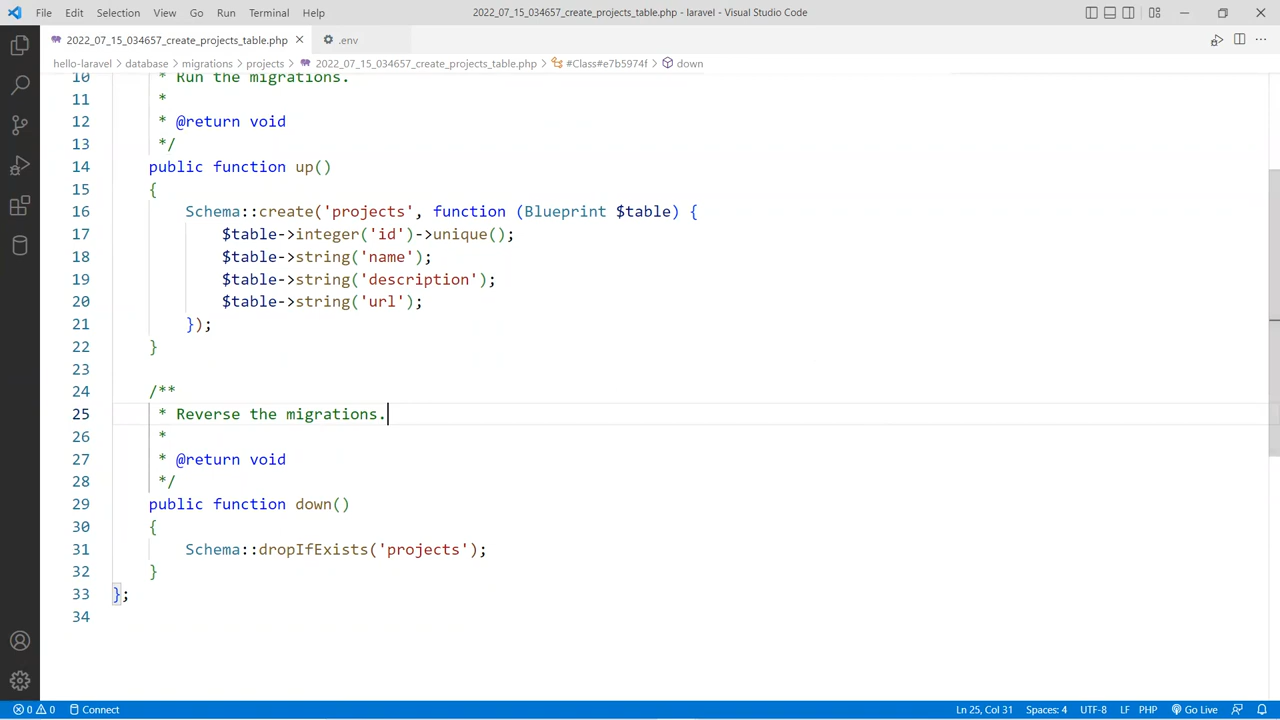 File Edit Selection View Go Run Terminal Help 2022_07_15_034657_create_projects_table.php - laravel - Visual Studio Code
2022_07_15_034657_create_projects_table.php .env
hello-laravel > database > migrations > projects > 2022_07_15_034657_create_projects_table.php > #Class#e7b5974f > down
10 * Run the migrations.
11 *
12 * @return void
13 */
14 public function up()
15 {
16 Schema::create('projects', function (Blueprint $table) {
17 $table->integer('id')->unique();
18 $table->string('name');
19 $table->string('description');
20 $table->string('url');
21 });
22 }
23
24 /**
25 * Reverse the migrations.
26 *
27 * @return void
28 */
29 public function down()
30 {
31 Schema::dropIfExists('projects');
32 }
33 };
34
0 0 Connect Ln 25, Col 31 Spaces: 4 UTF-8 LF PHP Go Live